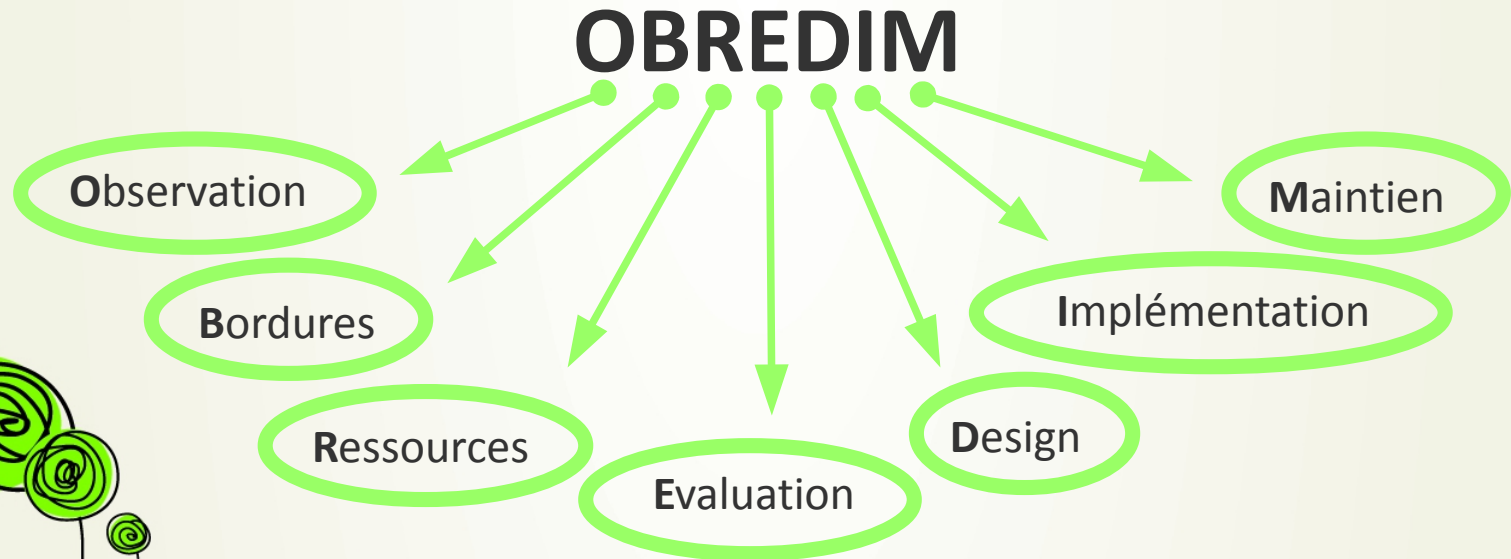 OBREDIM
Observation
Bordures
Ressources
Evaluation
Design
Implémentation
Maintien